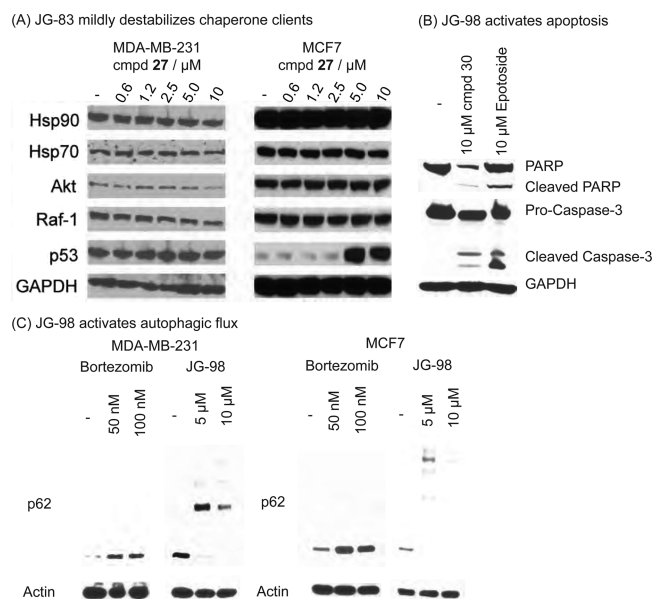 (A) JG-83 mildly destabilizes chaperone clients
MDA-MB-231
cmpd 27 / μM
- 0.6 1.2 2.5 5.0 10
MCF7
cmpd 27 / μM
- 0.6 1.2 2.5 5.0 10
Hsp90
Hsp70
Akt
Raf-1
p53
GAPDH
(B) JG-98 activates apoptosis
-
10 μM cmpd 30
10 μM Epotoside
PARP
Cleaved PARP
Pro-Caspase-3
Cleaved Caspase-3
GAPDH
(C) JG-98 activates autophagic flux
MDA-MB-231
Bortezomib JG-98
- 50 nM 100 nM - 5 μM 10 μM
p62
Actin
MCF7
Bortezomib JG-98
- 50 nM 100 nM - 5 μM 10 μM
p62
Actin